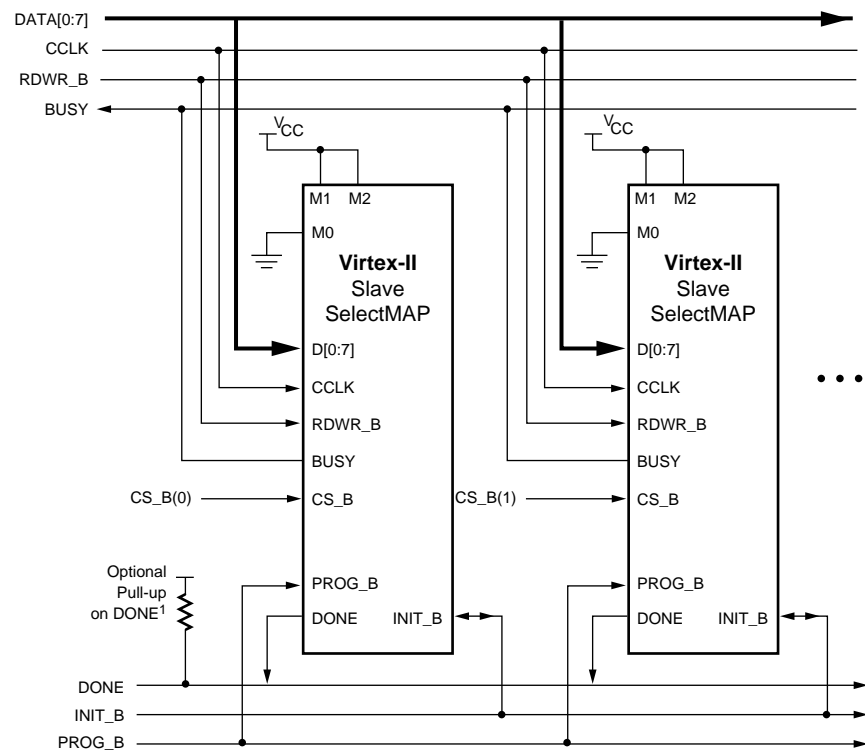 DATA[0:7]
CCLK
RDWR_B
BUSY
VCC
VCC
M1 M2
M1 M2
M0
M0
Virtex-II
Slave
SelectMAP
Virtex-II
Slave
SelectMAP
D[0:7]
D[0:7]
CCLK
CCLK
RDWR_B
RDWR_B
BUSY
BUSY
CS_B(0)
CS_B
CS_B(1)
CS_B
Optional
Pull-up
on DONE1
PROG_B
PROG_B
DONE INIT_B
DONE INIT_B
DONE
INIT_B
PROG_B